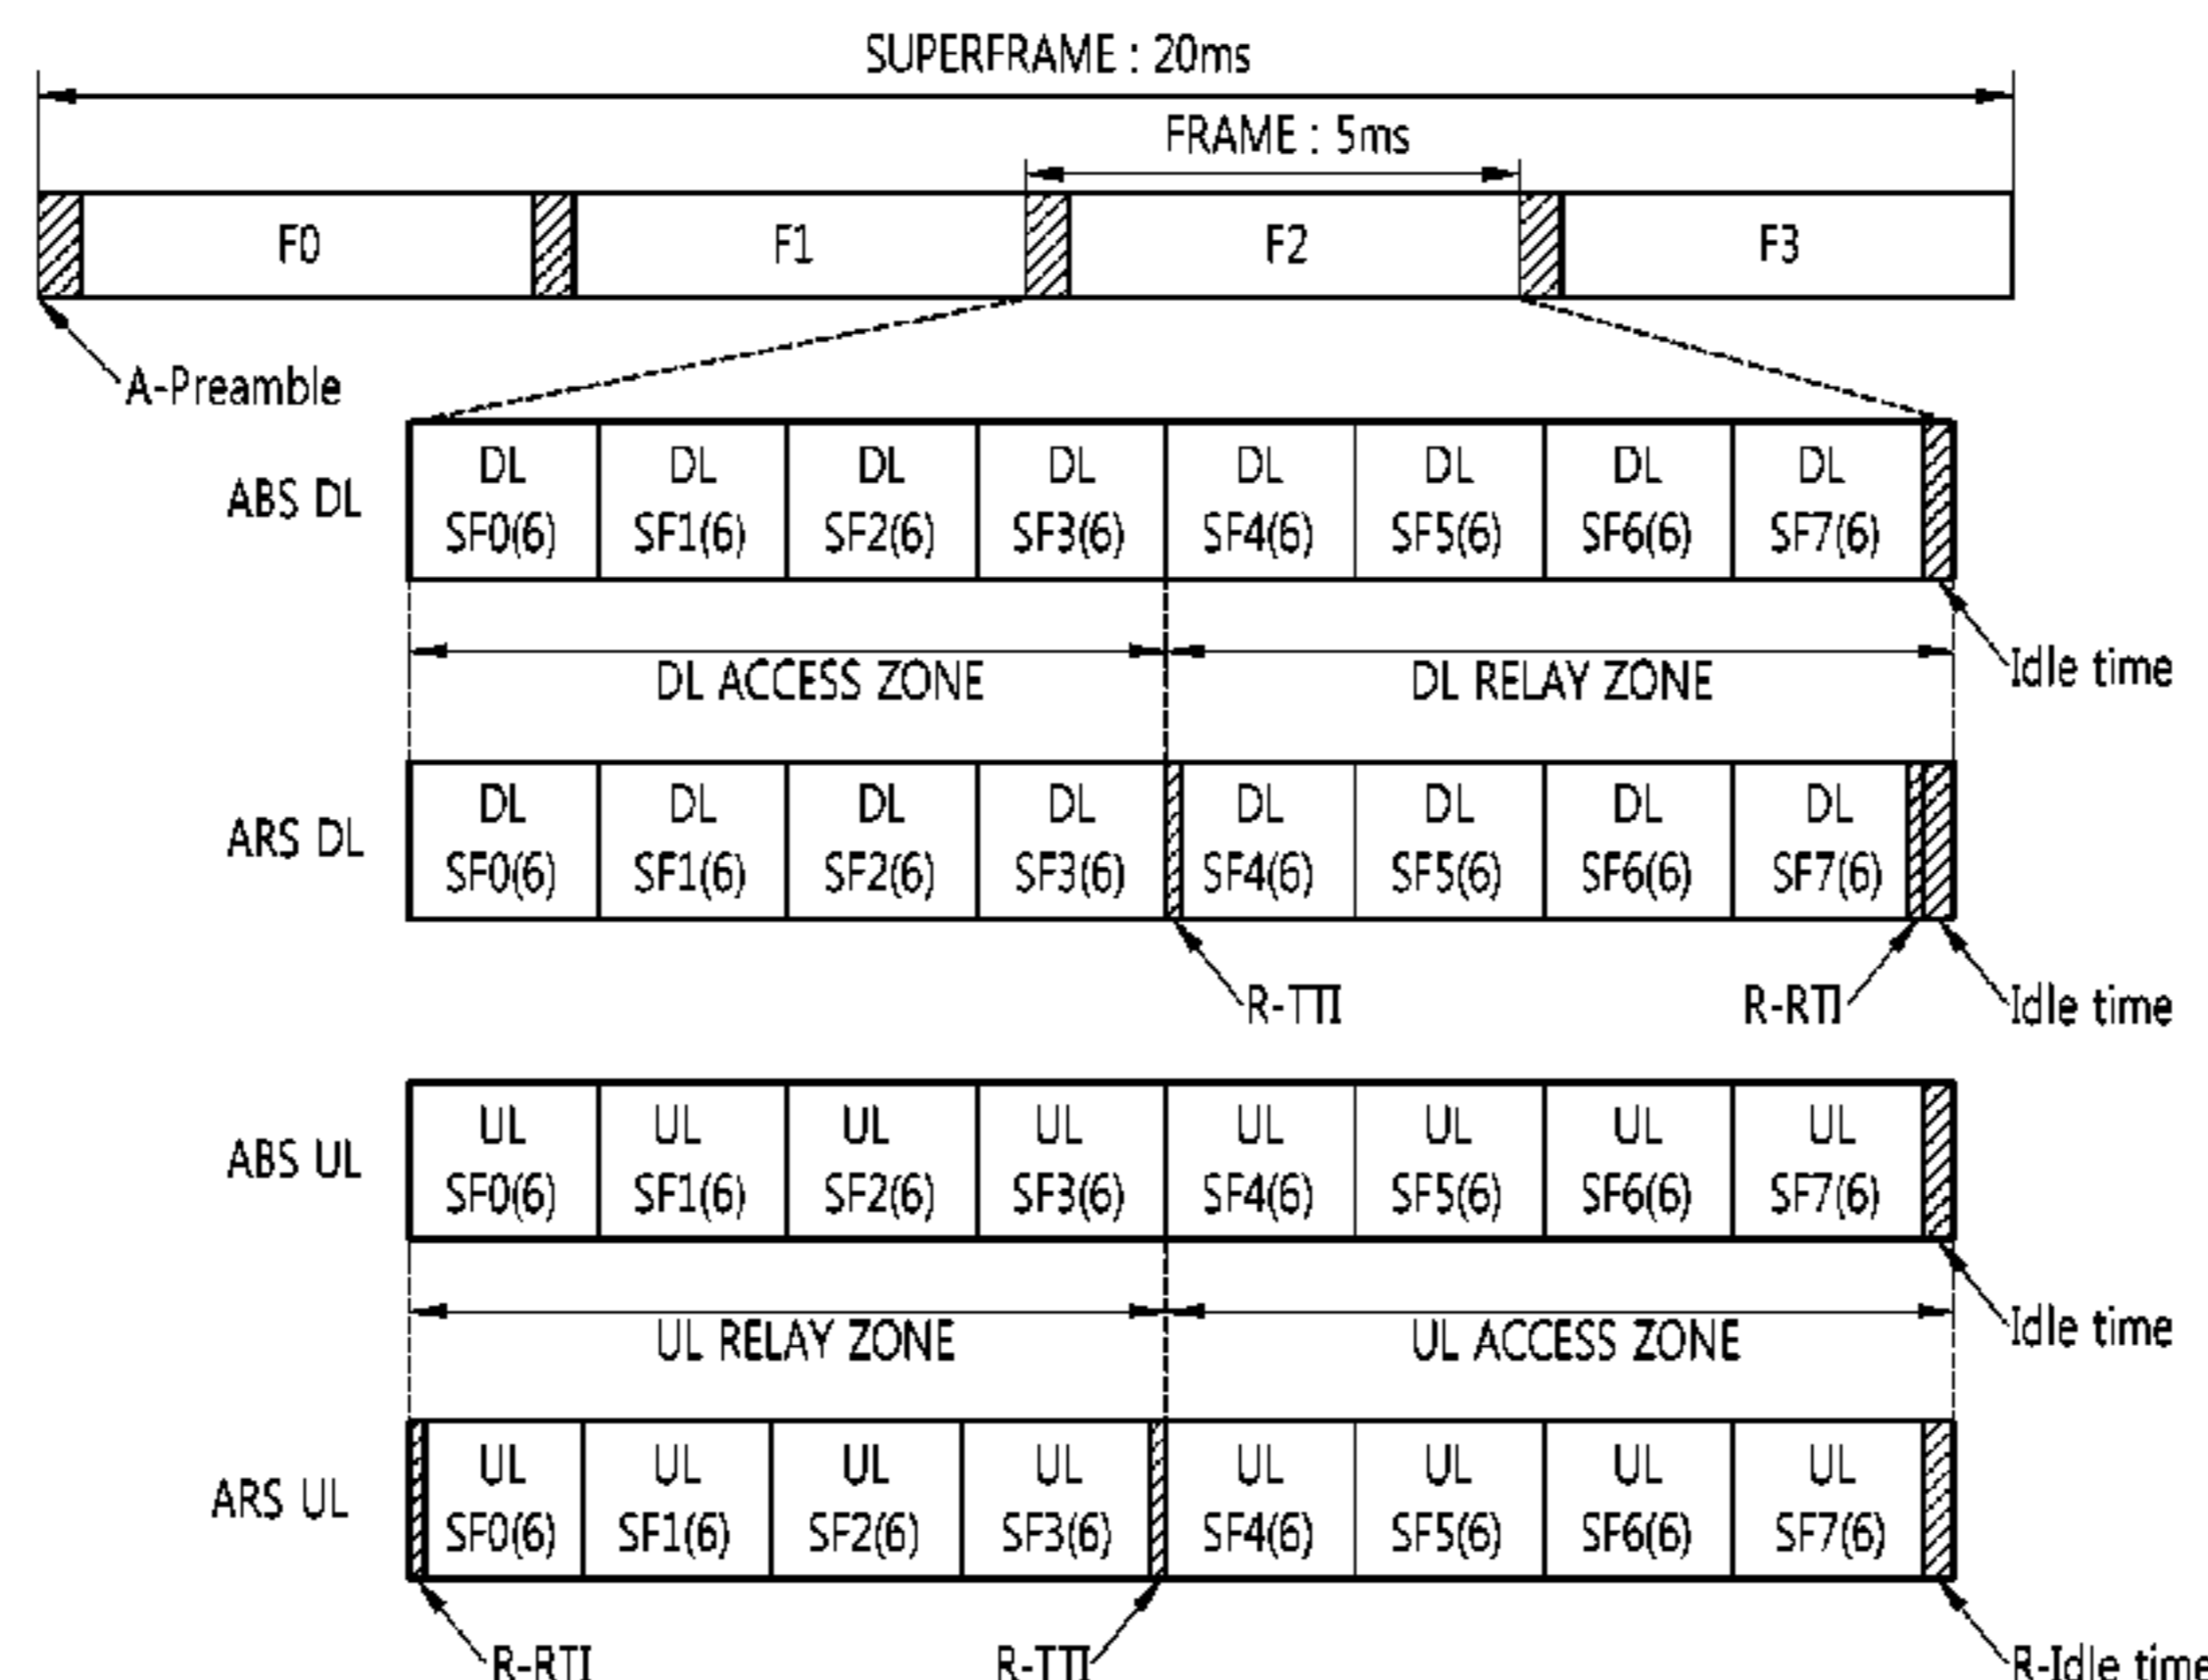 SUPERFRAME : 20ms
FRAME : 5ms
F0 F1 F2 F3
A-Preamble
ABS DL
DL DL DL DL DL DL DL DL
SF0(6) SF1(6) SF2(6) SF3(6) SF4(6) SF5(6) SF6(6) SF7(6)
Idle time
DL ACCESS ZONE DL RELAY ZONE
ARS DL
DL DL DL DL DL DL DL DL
SF0(6) SF1(6) SF2(6) SF3(6) SF4(6) SF5(6) SF6(6) SF7(6)
R-TTI R-RTI Idle time
ABS UL
UL UL UL UL UL UL UL UL
SF0(6) SF1(6) SF2(6) SF3(6) SF4(6) SF5(6) SF6(6) SF7(6)
Idle time
UL RELAY ZONE UL ACCESS ZONE
ARS UL
UL UL UL UL UL UL UL UL
SF0(6) SF1(6) SF2(6) SF3(6) SF4(6) SF5(6) SF6(6) SF7(6)
R-RTI R-TTI R-Idle time